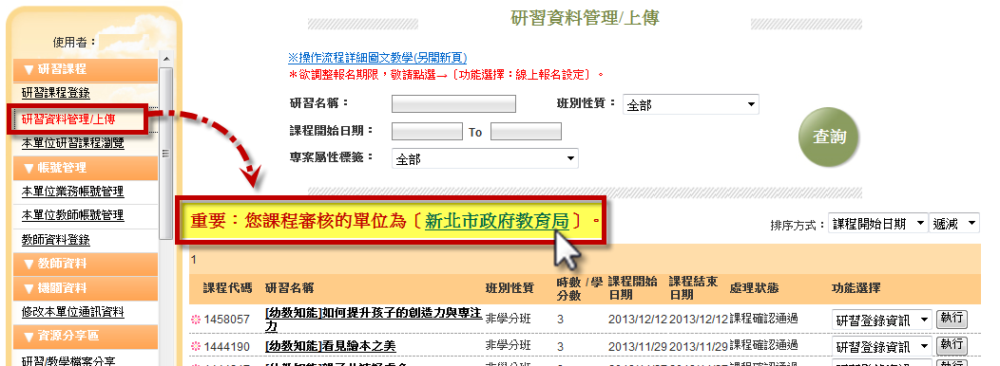 使用者：
▼ 研習課程
研習課程登錄
研習資料管理/上傳
本單位研習課程瀏覽
▼ 帳號管理
本單位業務帳號管理
本單位教師帳號管理
教師資料登錄
▼ 教師資料
▼ 機關資料
修改本單位通訊資料
▼ 資源分享區
研習/教學檔案分享
研習資料管理/上傳
※操作流程詳細圖文教學(另開新頁)
＊欲調整報名期限，敬請點選→〔功能選擇：線上報名設定〕。
研習名稱：
班別性質： 全部
課程開始日期： To
專案屬性標籤： 全部
查詢
重要：您課程審核的單位為〔新北市政府教育局〕。
排序方式： 課程開始日期 遞減
1
課程代碼 研習名稱 班別性質 時數/學分數 課程開始日期 課程結束日期 處理狀態 功能選擇
1458057 [幼教知能]如何提升孩子的創造力與專注力 非學分班 3 2013/12/12 2013/12/12 課程確認通過 研習登錄資訊 執行
1444190 [幼教知能]看見繪本之美 非學分班 3 2013/11/29 2013/11/29 課程確認通過 研習登錄資訊 執行